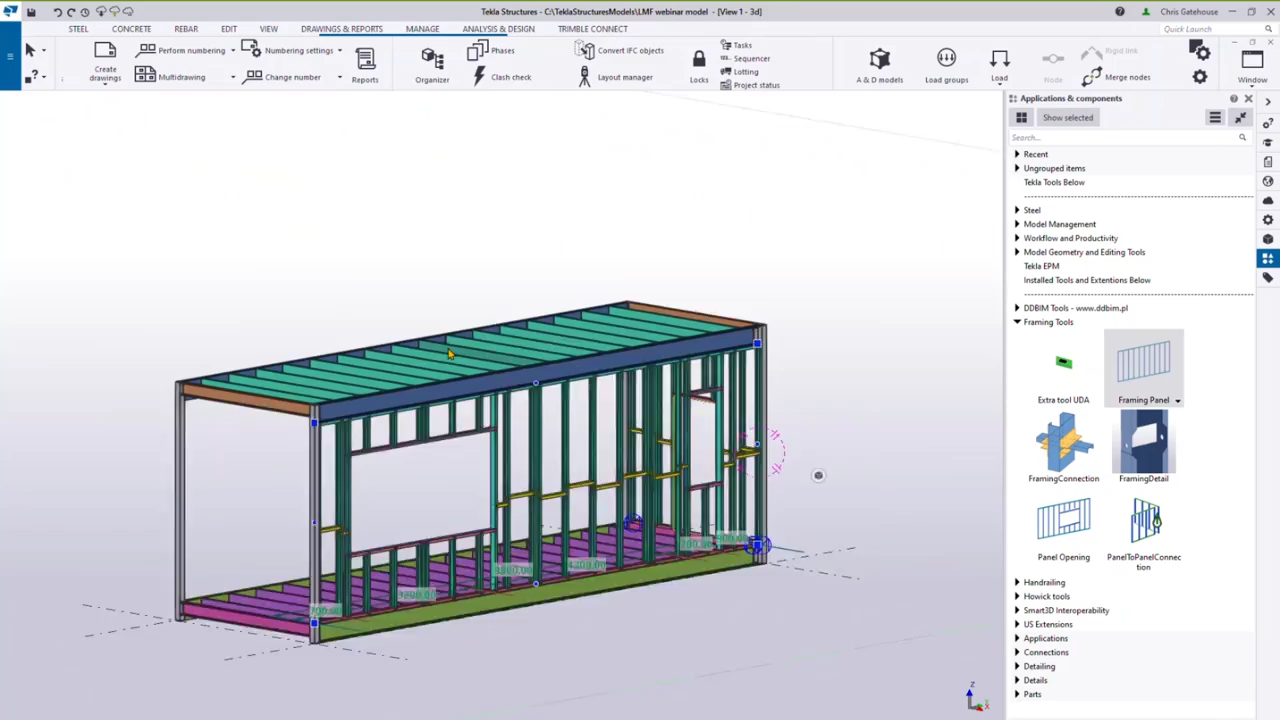 Tekla Structures - C:\TeklaStructuresModels\LMF webinar model - [View 1 - 3d]
Chris Gatehouse
STEEL CONCRETE REBAR EDIT VIEW DRAWINGS & REPORTS MANAGE ANALYSIS & DESIGN TRIMBLE CONNECT
Quick Launch
Create drawings
Perform numbering
Multidrawing
Numbering settings
Change number
Reports
Organizer
Phases
Clash check
Convert IFC objects
Layout manager
Locks
Tasks
Sequencer
Lotting
Project status
A & D models
Load groups
Load
Node
Rigid link
Merge nodes
Window
Applications & components
Show selected
Search...
Recent
Ungrouped items
Tekla Tools Below
Steel
Model Management
Workflow and Productivity
Model Geometry and Editing Tools
Tekla EPM
Installed Tools and Extentions Below
DDBIM Tools - www.ddbim.pl
Framing Tools
Extra tool UDA
Framing Panel
FramingConnection
FramingDetail
Panel Opening
PanelToPanelConnec
tion
Handrailing
Howick tools
Smart3D Interoperability
US Extensions
Applications
Connections
Detailing
Details
Parts
700.00
1200.00
Z